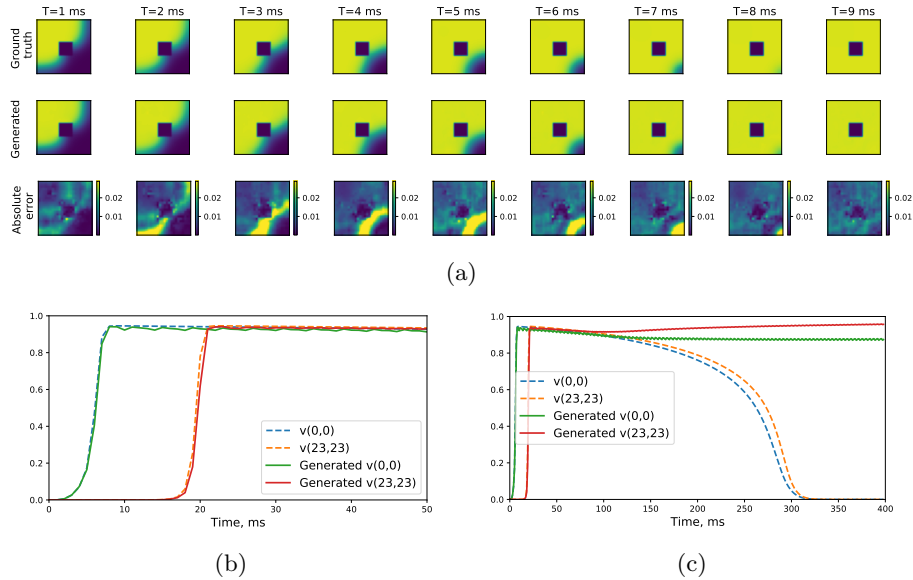 T=1 ms T=2 ms T=3 ms T=4 ms T=5 ms T=6 ms T=7 ms T=8 ms T=9 ms
Ground
truth
Generated
Absolute
error
0.02 0.02 0.02 0.02 0.02 0.02 0.02 0.02 0.02
0.01 0.01 0.01 0.01 0.01 0.01 0.01 0.01 0.01
(a)
1.0
0.8
0.6
0.4
0.2
0.0
0 10 20 30 40 50
Time, ms
v(0,0)
v(23,23)
Generated v(0,0)
Generated v(23,23)
(b)
1.0
0.8
0.6
0.4
0.2
0.0
0 50 100 150 200 250 300 350 400
Time, ms
v(0,0)
v(23,23)
Generated v(0,0)
Generated v(23,23)
(c)